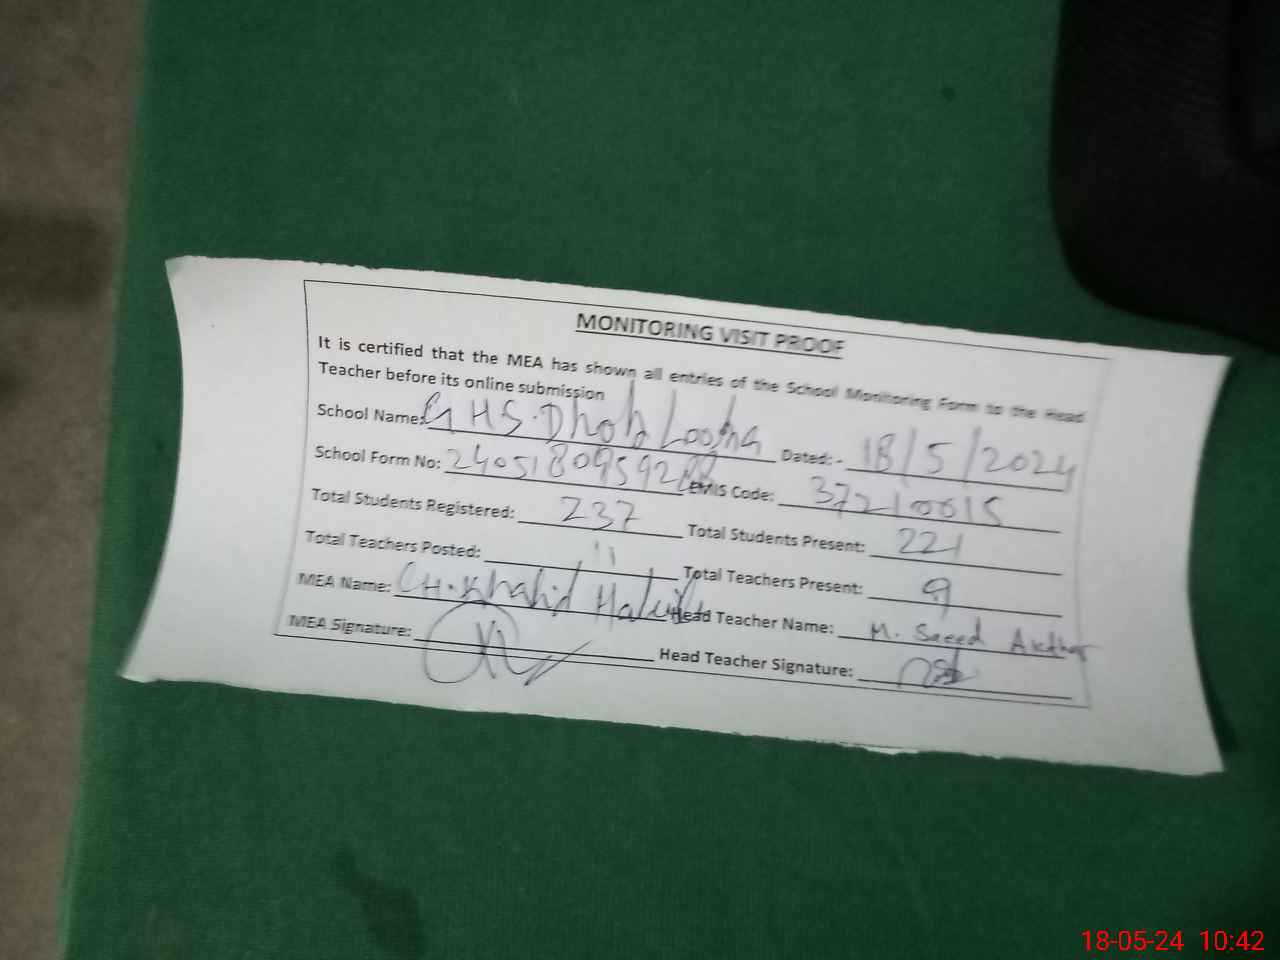 MONITORING VISIT PROOF
It is certified that the MEA has shown all entries of the School Monitoring Form to the Head
Teacher before its online submission
School Name: GHS. Dhok Dated: - 18/5/2024
School Form No: EMIS Code: 37210015
Total Students Registered: 237 Total Students Present: 221
Total Teachers Posted: 11 Total Teachers Present: 9
MEA Name: CH. Khalid Head Teacher Name: M. Saeed Akthar
MEA Signature: Head Teacher Signature:
18-05-24 10:42